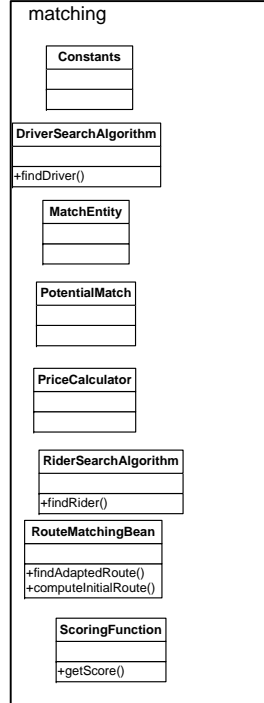 matching
Constants
DriverSearchAlgorithm
+findDriver()
MatchEntity
PotentialMatch
PriceCalculator
RiderSearchAlgorithm
+findRider()
RouteMatchingBean
+findAdaptedRoute()
+computeInitialRoute()
ScoringFunction
+getScore()